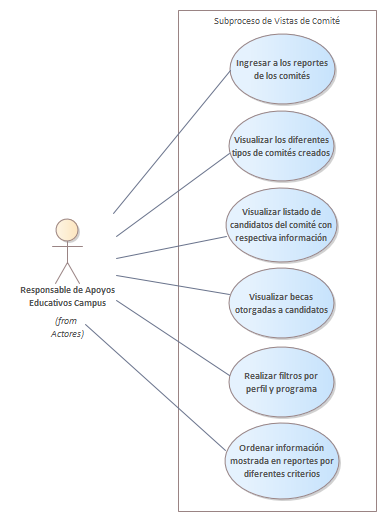 Subproceso de Vistas de Comité
Ingresar a los reportes
de los comités
Visualizar los diferentes
tipos de comités creados
Visualizar listado de
candidatos del comité con
respectiva información
Visualizar becas
otorgadas a candidatos
Realizar filtros por
perfil y programa
Ordenar información
mostrada en reportes por
diferentes criterios
Responsable de Apoyos
Educativos Campus
(from
Actores)